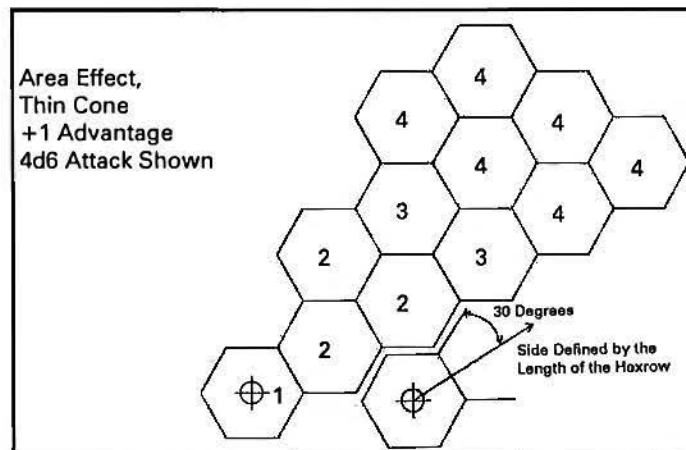 Area Effect,
Thin Cone
+1 Advantage
4d6 Attack Shown
4
4
4
4
4
3
4
2
3
2
2
1
30 Degrees
Side Defined by the
Length of the Hexrow